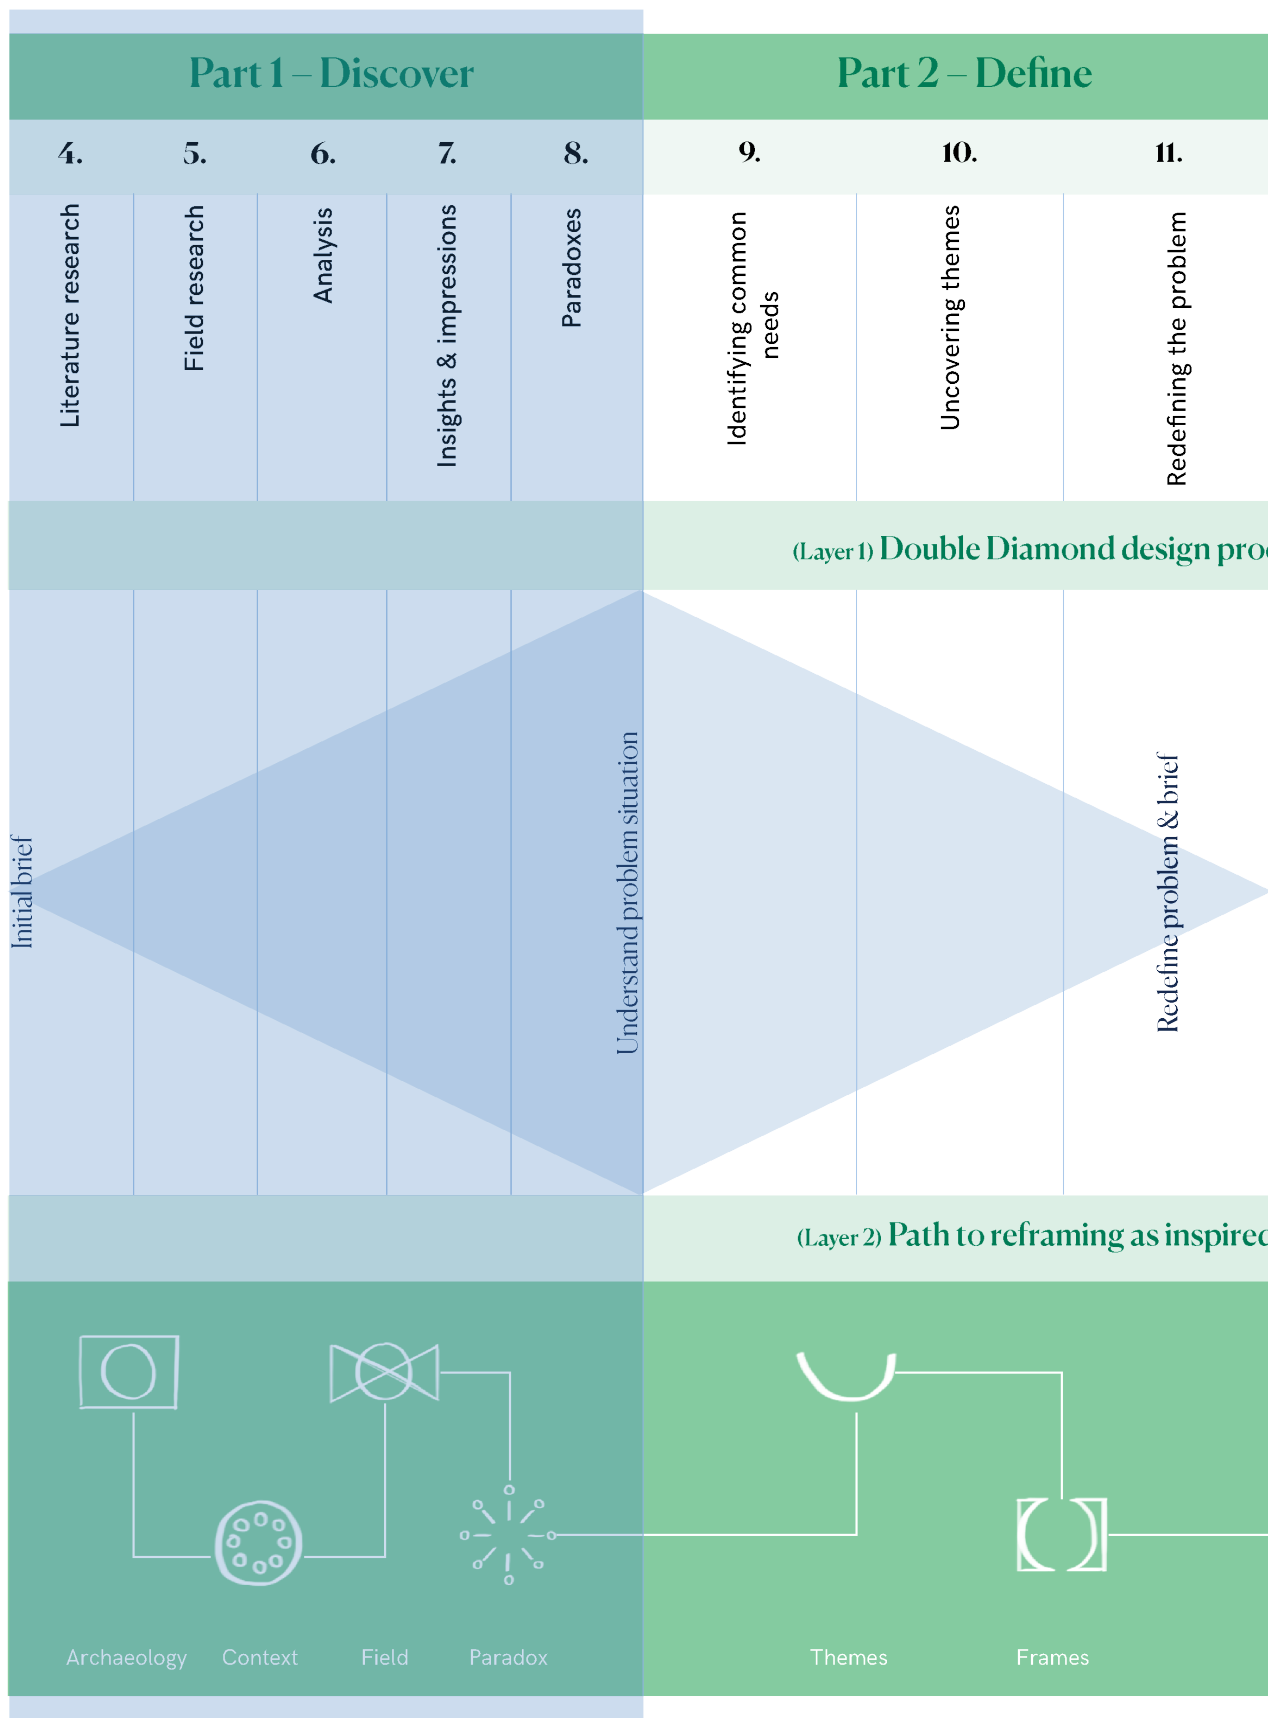 Part 1 – Discover
Part 2 – Define
4.
5.
6.
7.
8.
9.
10.
11.
Literature research
Field research
Analysis
Insights & impressions
Paradoxes
Identifying common
needs
Uncovering themes
Redefining the problem
(Layer 1) Double Diamond design
Initial brief
Understand problem situation
Redefine problem & brief
(Layer 2) Path to reframing as inspired
Archaeology
Context
Field
Paradox
Themes
Frames